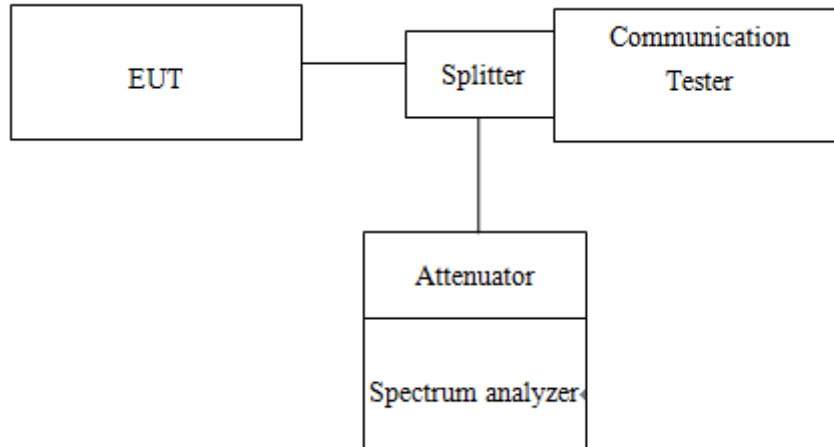 EUT
Splitter
Communication
Tester
Attenuator
Spectrum analyzer